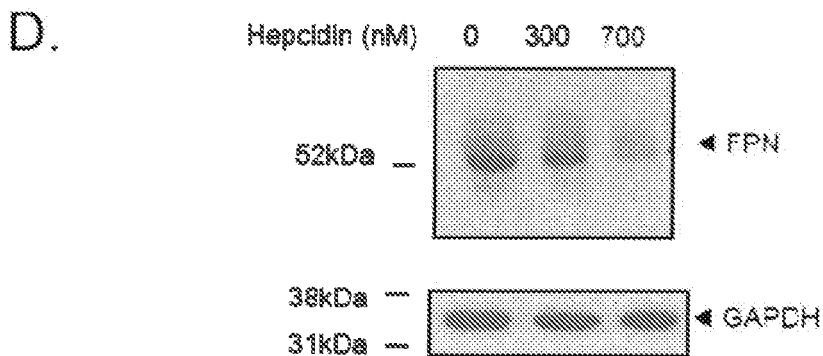 D.
Hepcidin (nM) 0 300 700
52kDa
FPN
38kDa
GAPDH
31kDa